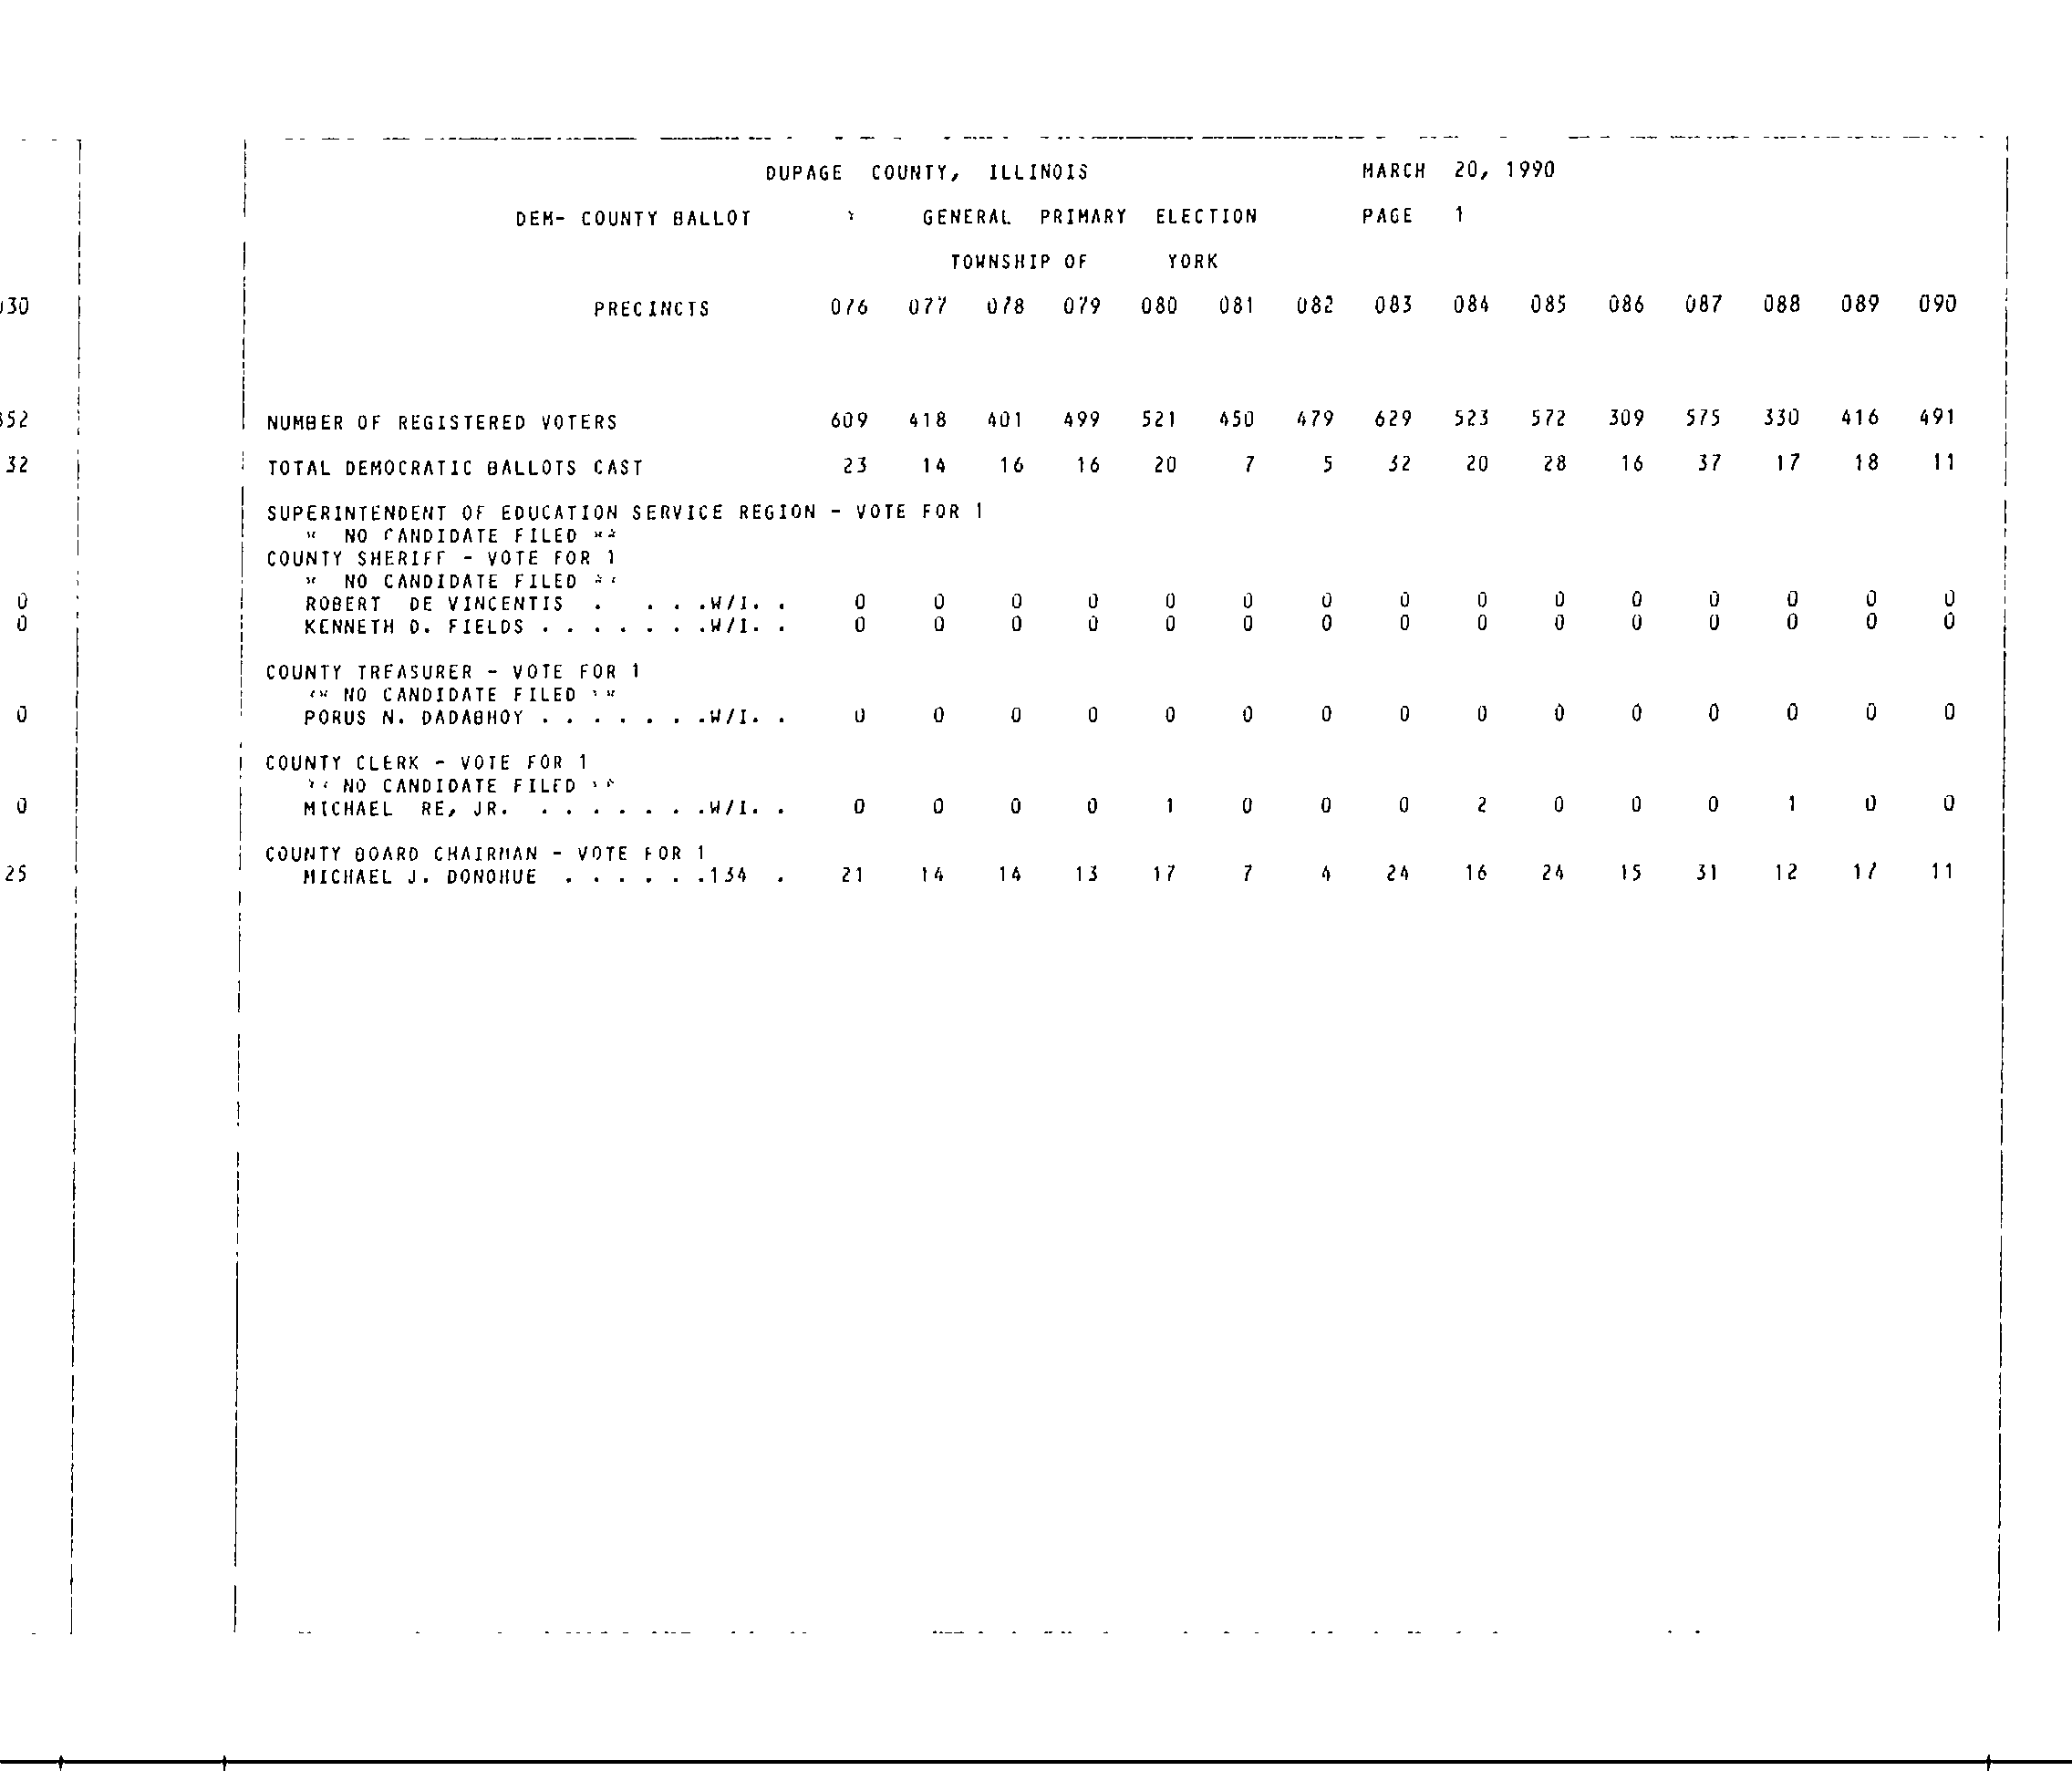 DUPAGE COUNTY, ILLINOIS MARCH 20, 1990
DEM- COUNTY BALLOT * GENERAL PRIMARY ELECTION PAGE 1
TOWNSHIP OF YORK
030
PRECINCTS 076 077 078 079 080 081 082 083 084 085 086 087 088 089 090
352
NUMBER OF REGISTERED VOTERS 609 418 401 499 521 450 479 629 523 572 309 575 330 416 491
32
TOTAL DEMOCRATIC BALLOTS CAST 23 14 16 16 20 7 5 32 20 28 16 37 17 18 11
SUPERINTENDENT OF EDUCATION SERVICE REGION - VOTE FOR 1
* NO CANDIDATE FILED **
COUNTY SHERIFF - VOTE FOR 1
* NO CANDIDATE FILED **
0
ROBERT DE VINCENTIS . . . .W/I. . 0 0 0 0 0 0 0 0 0 0 0 0 0 0 0
0
KENNETH D. FIELDS . . . . . . .W/I. . 0 0 0 0 0 0 0 0 0 0 0 0 0 0 0
COUNTY TREASURER - VOTE FOR 1
** NO CANDIDATE FILED **
0
PORUS N. DADABHOY . . . . . . .W/I. . 0 0 0 0 0 0 0 0 0 0 0 0 0 0 0
COUNTY CLERK - VOTE FOR 1
** NO CANDIDATE FILED **
0
MICHAEL RE, JR. . . . . . . .W/I. . 0 0 0 0 1 0 0 0 2 0 0 0 1 0 0
COUNTY BOARD CHAIRMAN - VOTE FOR 1
25
MICHAEL J. DONOHUE . . . . . .134 . 21 14 14 13 17 7 4 24 16 24 15 31 12 17 11